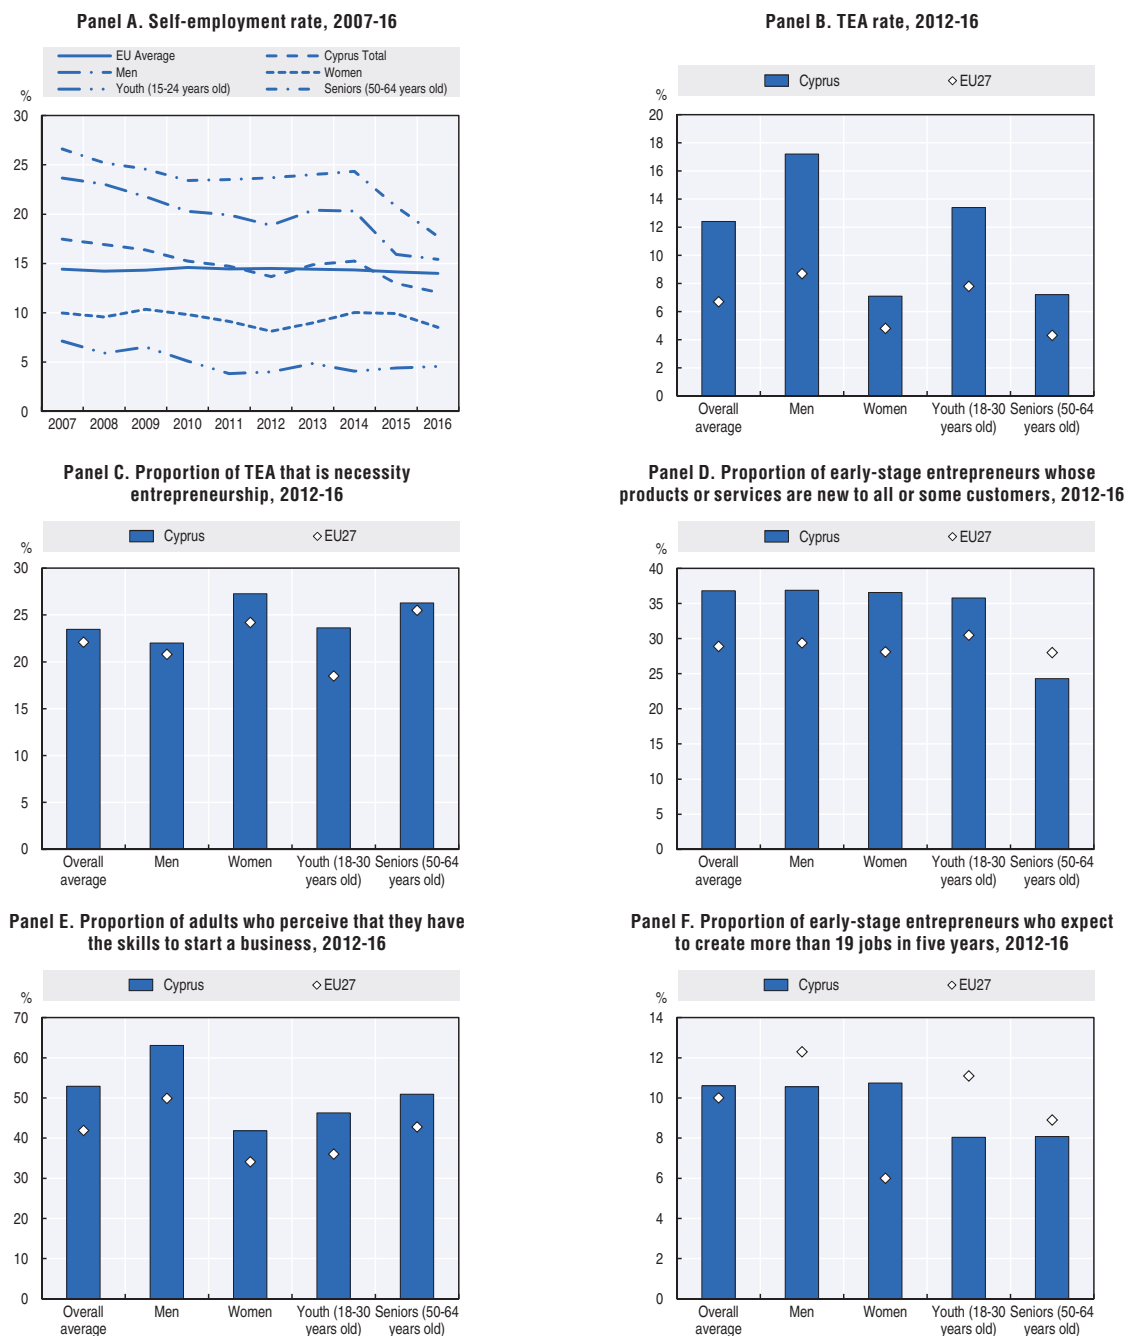 Panel A. Self-employment rate, 2007-16
EU Average
Cyprus Total
Men
Women
Youth (15-24 years old)
Seniors (50-64 years old)
%
30
25
20
15
10
5
0
2007 2008 2009 2010 2011 2012 2013 2014 2015 2016
Panel B. TEA rate, 2012-16
Cyprus
EU27
%
20
18
16
14
12
10
8
6
4
2
0
Overall average
Men
Women
Youth (18-30 years old)
Seniors (50-64 years old)
Panel C. Proportion of TEA that is necessity
entrepreneurship, 2012-16
Cyprus
EU27
%
30
25
20
15
10
5
0
Overall average
Men
Women
Youth (18-30 years old)
Seniors (50-64 years old)
Panel D. Proportion of early-stage entrepreneurs whose
products or services are new to all or some customers, 2012-16
Cyprus
EU27
%
40
35
30
25
20
15
10
5
0
Overall average
Men
Women
Youth (18-30 years old)
Seniors (50-64 years old)
Panel E. Proportion of adults who perceive that they have
the skills to start a business, 2012-16
Cyprus
EU27
%
70
60
50
40
30
20
10
0
Overall average
Men
Women
Youth (18-30 years old)
Seniors (50-64 years old)
Panel F. Proportion of early-stage entrepreneurs who expect
to create more than 19 jobs in five years, 2012-16
Cyprus
EU27
%
14
12
10
8
6
4
2
0
Overall average
Men
Women
Youth (18-30 years old)
Seniors (50-64 years old)